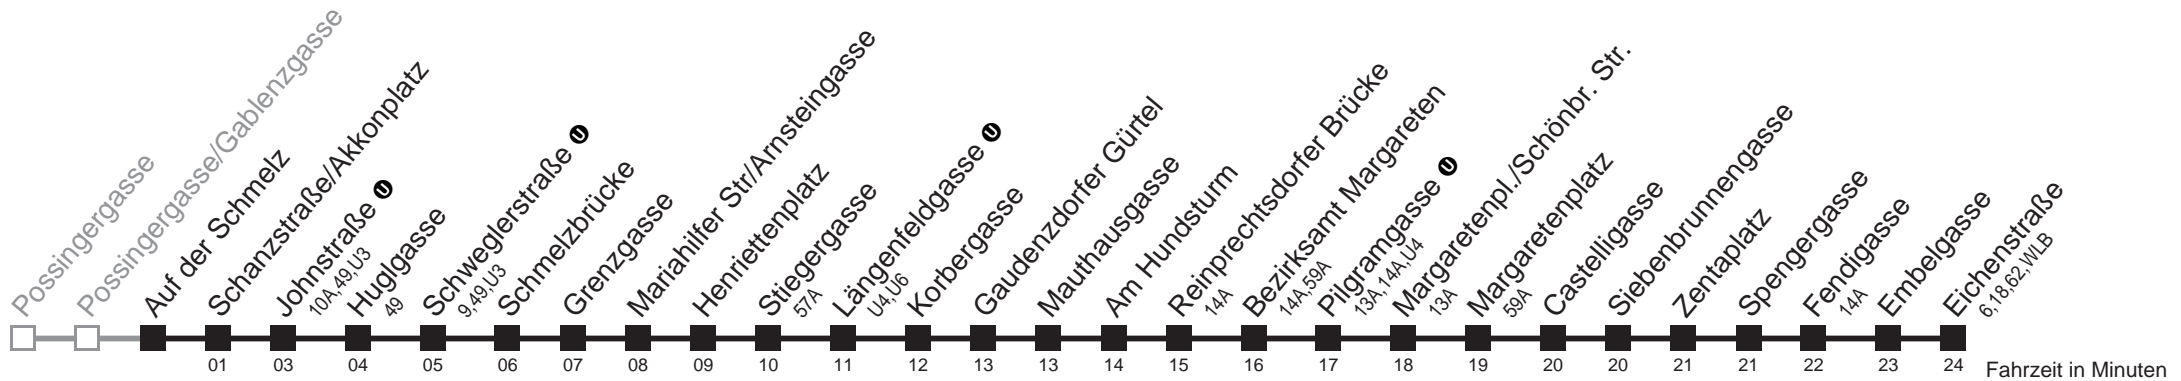 Possingergasse
Possingergasse/Gablenzgasse
Auf der Schmelz
Schanzstraße/Akkonplatz
Johnstraße U
10A,49,U3
Huglgasse
49
Schweglerstraße U
9,49,U3
Schmelzbrücke
Grenzgasse
Mariahilfer Str/Arnsteingasse
Henriettenplatz
Stiegergasse
57A
Längenfeldgasse U
U4,U6
Korbergasse
Gaudenzdorfer Gürtel
Mauthausgasse
Am Hundsturm
Reinprechtsdorfer Brücke
14A
Bezirksamt Margareten
14A,59A
Pilgramgasse U
13A,14A,U4
Margaretenpl./Schönbr. Str.
13A
Margaretenplatz
59A
Castelligasse
Siebenbrunnengasse
Zentaplatz
Spengergasse
Fendigasse
14A
Embelgasse
Eichenstraße
6,18,62,WLB
01 03 04 05 06 07 08 09 10 11 12 13 13 14 15 16 17 18 19 20 20 21 21 22 23 24 Fahrzeit in Minuten